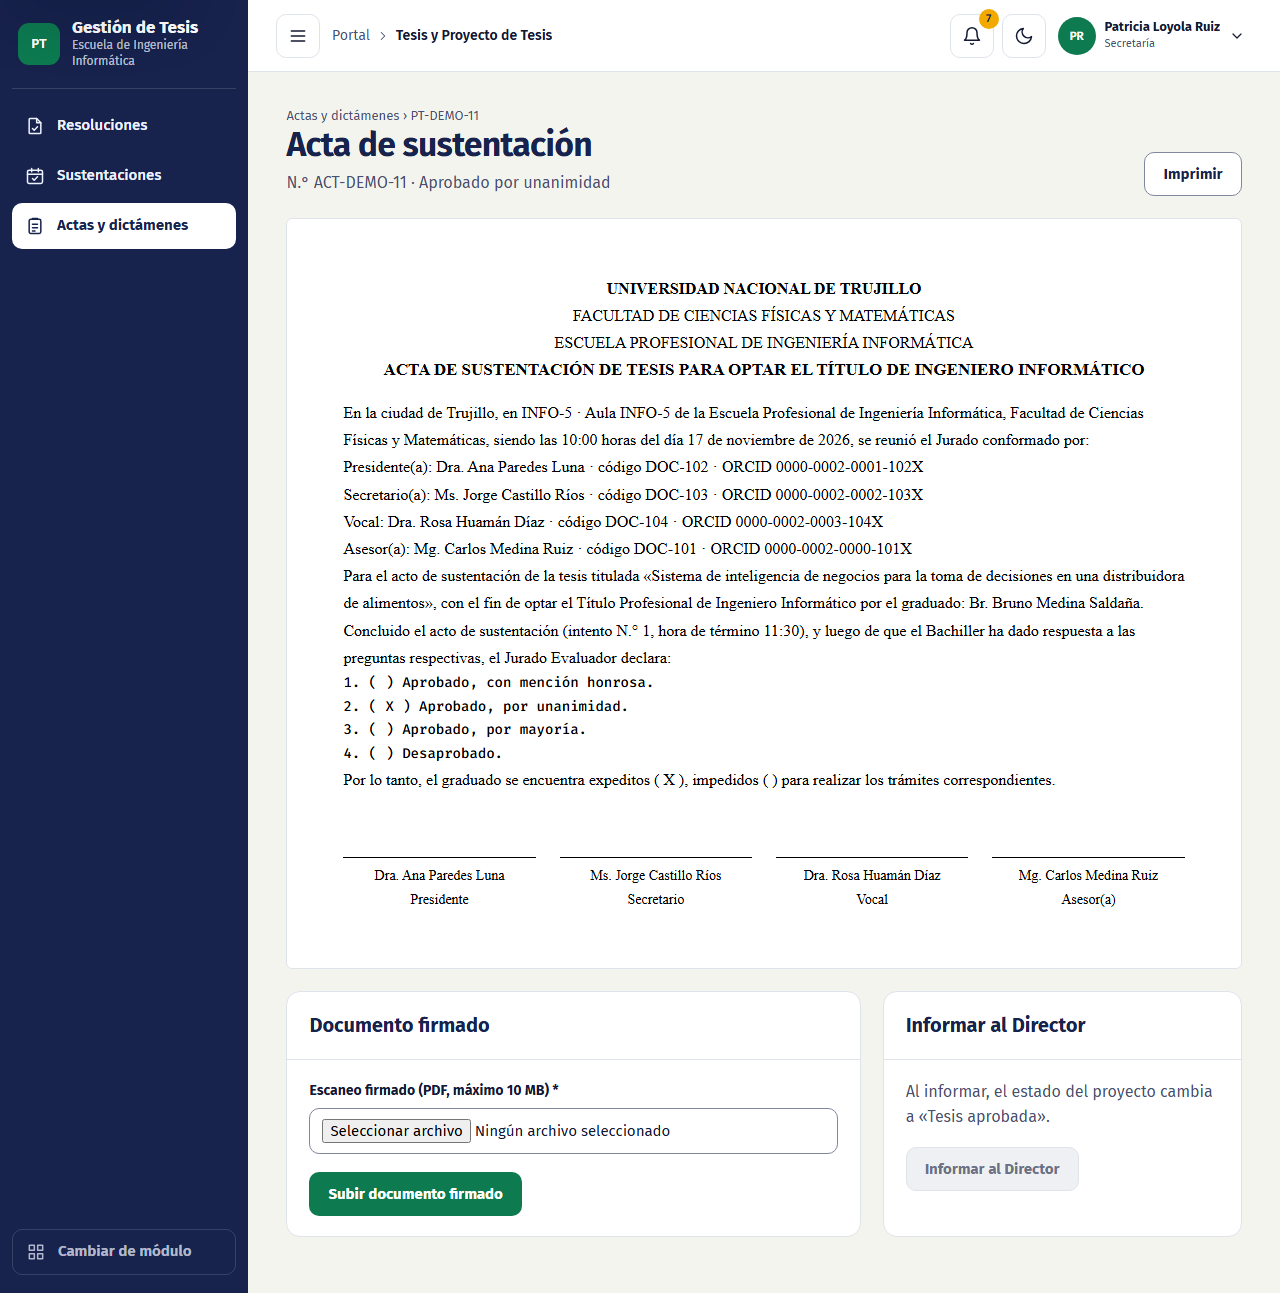 PT
Gestión de Tesis
Escuela de Ingeniería
Informática
Resoluciones
Sustentaciones
Actas y dictámenes
Cambiar de módulo
Portal › Tesis y Proyecto de Tesis
7
PR
Patricia Loyola Ruiz
Secretaría
Actas y dictámenes › PT-DEMO-11
Acta de sustentación
N.° ACT-DEMO-11 · Aprobado por unanimidad
Imprimir
UNIVERSIDAD NACIONAL DE TRUJILLO
FACULTAD DE CIENCIAS FÍSICAS Y MATEMÁTICAS
ESCUELA PROFESIONAL DE INGENIERÍA INFORMÁTICA
ACTA DE SUSTENTACIÓN DE TESIS PARA OPTAR EL TÍTULO DE INGENIERO INFORMÁTICO
En la ciudad de Trujillo, en INFO-5 · Aula INFO-5 de la Escuela Profesional de Ingeniería Informática, Facultad de Ciencias
Físicas y Matemáticas, siendo las 10:00 horas del día 17 de noviembre de 2026, se reunió el Jurado conformado por:
Presidente(a): Dra. Ana Paredes Luna · código DOC-102 · ORCID 0000-0002-0001-102X
Secretario(a): Ms. Jorge Castillo Ríos · código DOC-103 · ORCID 0000-0002-0002-103X
Vocal: Dra. Rosa Huamán Díaz · código DOC-104 · ORCID 0000-0002-0003-104X
Asesor(a): Mg. Carlos Medina Ruiz · código DOC-101 · ORCID 0000-0002-0000-101X
Para el acto de sustentación de la tesis titulada «Sistema de inteligencia de negocios para la toma de decisiones en una distribuidora
de alimentos», con el fin de optar el Título Profesional de Ingeniero Informático por el graduado: Br. Bruno Medina Saldaña.
Concluido el acto de sustentación (intento N.° 1, hora de término 11:30), y luego de que el Bachiller ha dado respuesta a las
preguntas respectivas, el Jurado Evaluador declara:
1. ( ) Aprobado, con mención honrosa.
2. ( X ) Aprobado, por unanimidad.
3. ( ) Aprobado, por mayoría.
4. ( ) Desaprobado.
Por lo tanto, el graduado se encuentra expeditos ( X ), impedidos ( ) para realizar los trámites correspondientes.
Dra. Ana Paredes Luna
Presidente
Ms. Jorge Castillo Ríos
Secretario
Dra. Rosa Huamán Díaz
Vocal
Mg. Carlos Medina Ruiz
Asesor(a)
Documento firmado
Escaneo firmado (PDF, máximo 10 MB) *
Seleccionar archivo Ningún archivo seleccionado
Subir documento firmado
Informar al Director
Al informar, el estado del proyecto cambia
a «Tesis aprobada».
Informar al Director